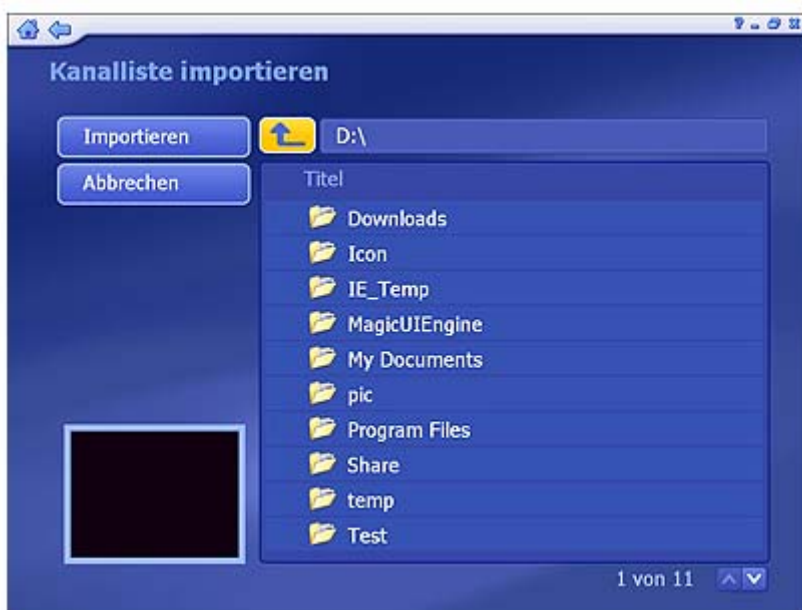 Kanalliste importieren
Importieren
D:\
Abbrechen
Titel
Downloads
Icon
IE_Temp
MagicUIEngine
My Documents
pic
Program Files
Share
temp
Test
1 von 11